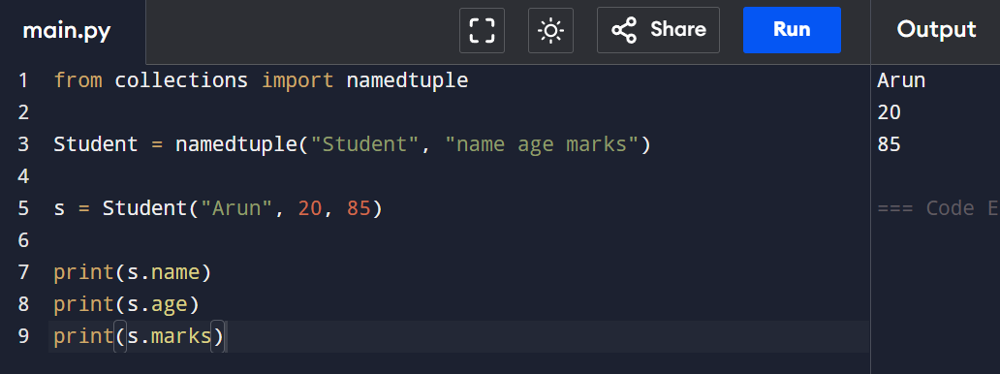 main.py
Share
Run
Output
1 from collections import namedtuple
2
3 Student = namedtuple("Student", "name age marks")
4
5 s = Student("Arun", 20, 85)
6
7 print(s.name)
8 print(s.age)
9 print(s.marks)
Arun
20
85
=== Code E